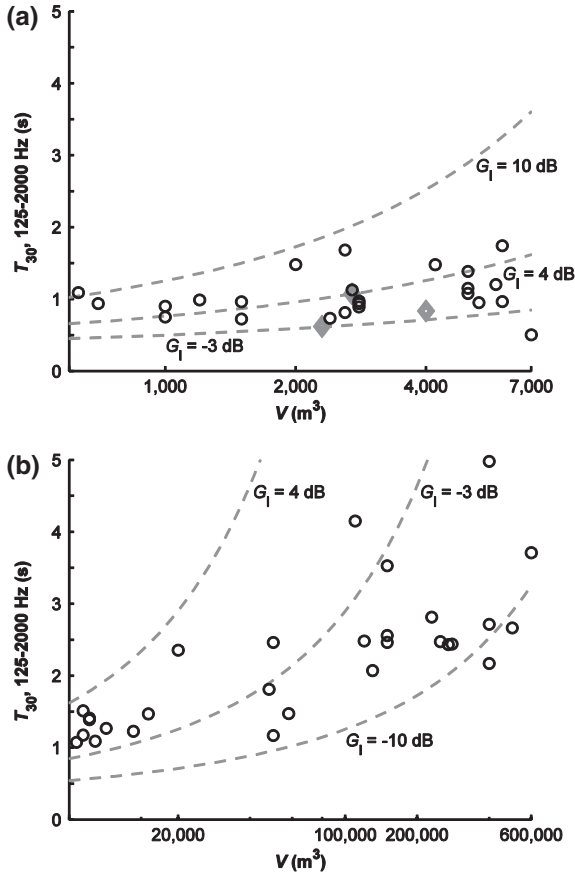 (a)
5
4
3
2
1
0
T30, 125-2000 Hz (s)
GI = 10 dB
GI = 4 dB
GI = -3 dB
1,000
2,000
4,000
7,000
V (m3)
(b)
5
4
3
2
1
0
T30, 125-2000 Hz (s)
GI = 4 dB
GI = -3 dB
GI = -10 dB
20,000
100,000
200,000
600,000
V (m3)